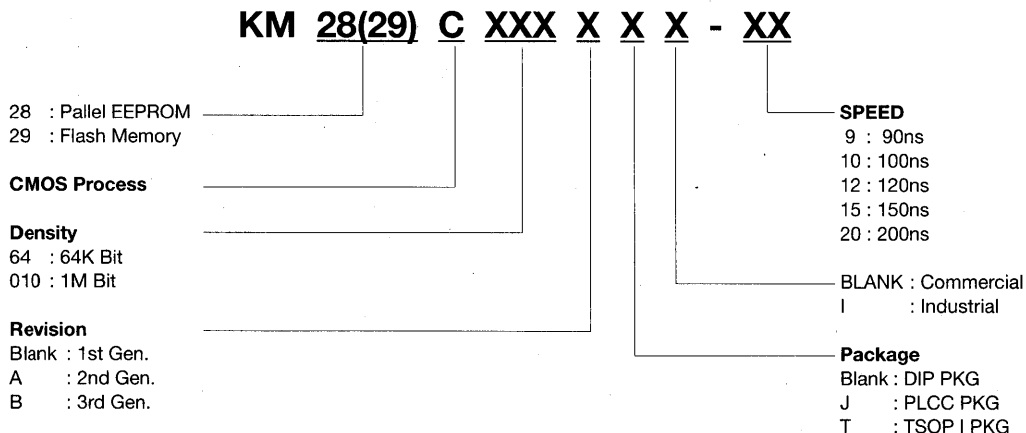 KM 28(29) C XXX X X X - XX
28 : Pallel EEPROM
29 : Flash Memory
CMOS Process
Density
64 : 64K Bit
010 : 1M Bit
Revision
Blank : 1st Gen.
A : 2nd Gen.
B : 3rd Gen.
SPEED
9 : 90ns
10 : 100ns
12 : 120ns
15 : 150ns
20 : 200ns
BLANK : Commercial
I : Industrial
Package
Blank : DIP PKG
J : PLCC PKG
T : TSOP I PKG